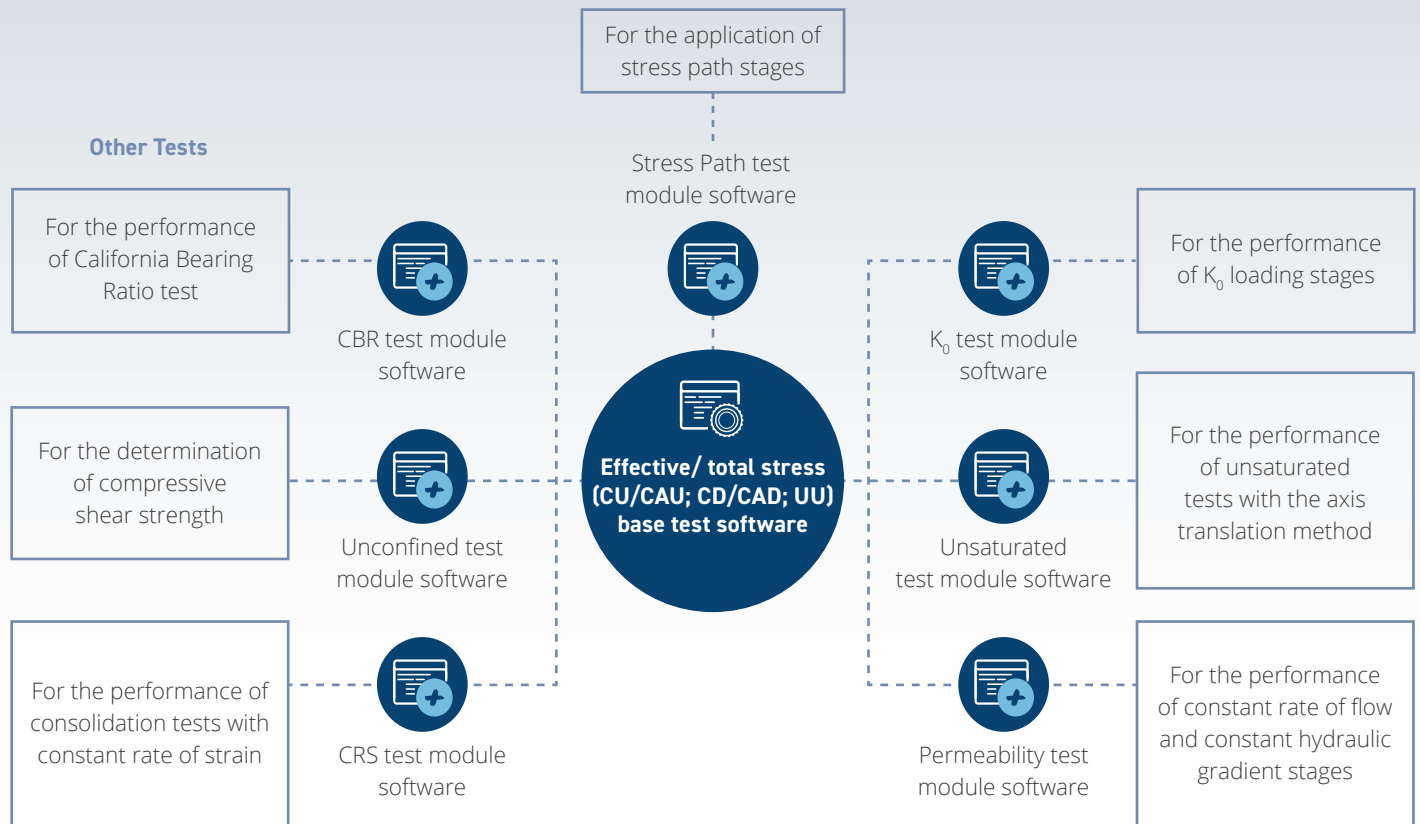 For the application of
stress path stages
Other Tests
Stress Path test
module software
For the performance
of California Bearing
Ratio test
CBR test module
software
For the determination
of compressive
shear strength
Unconfined test
module software
For the performance of
consolidation tests with
constant rate of strain
CRS test module
software
Effective/ total stress
(CU/CAU; CD/CAD; UU)
base test software
K₀ test module
software
For the performance
of K₀ loading stages
Unsaturated
test module software
For the performance
of unsaturated
tests with the axis
translation method
Permeability test
module software
For the performance
of constant rate of flow
and constant hydraulic
gradient stages